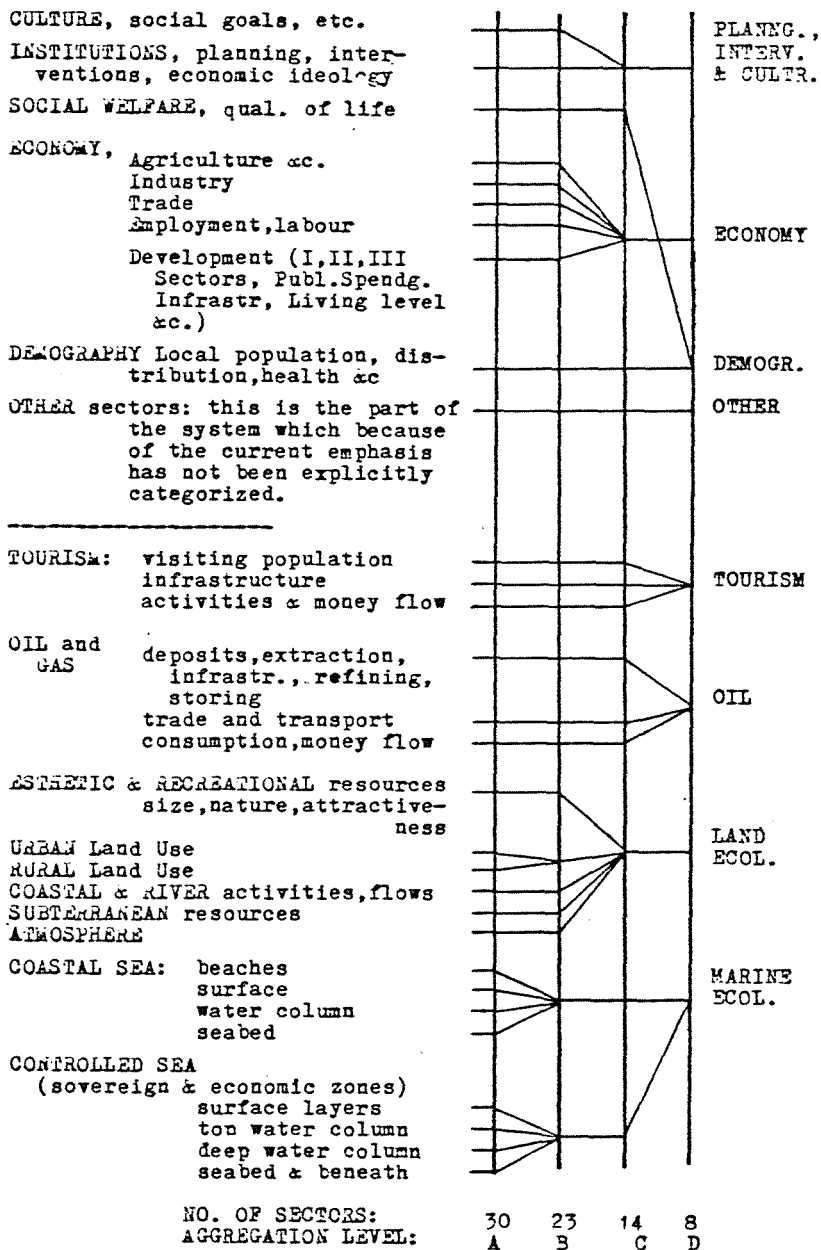 CULTURE, social goals, etc.
INSTITUTIONS, planning, inter-
ventions, economic ideology
SOCIAL WELFARE, qual. of life
ECONOMY,
Agriculture &c.
Industry
Trade
Employment,labour
Development (I,II,III
Sectors, Publ.Spendg.
Infrastr, Living level
&c.)
DEMOGRAPHY Local population, dis-
tribution,health &c
OTHER sectors: this is the part of
the system which because
of the current emphasis
has not been explicitly
categorized.
TOURISM: visiting population
infrastructure
activities & money flow
OIL and
GAS
deposits,extraction,
infrastr., refining,
storing
trade and transport
consumption,money flow
ESTHETIC & RECREATIONAL resources
size,nature,attractive-
ness
URBAN Land Use
RURAL Land Use
COASTAL & RIVER activities,flows
SUBTERRANEAN resources
ATMOSPHERE
COASTAL SEA: beaches
surface
water column
seabed
CONTROLLED SEA
(sovereign & economic zones)
surface layers
ton water column
deep water column
seabed & beneath
PLANNG.,
INTERV.
& CULTR.
ECONOMY
DEMOGR.
OTHER
TOURISM
OIL
LAND
ECOL.
MARINE
ECOL.
NO. OF SECTORS: 30 23 14 8
AGGREGATION LEVEL: A B C D